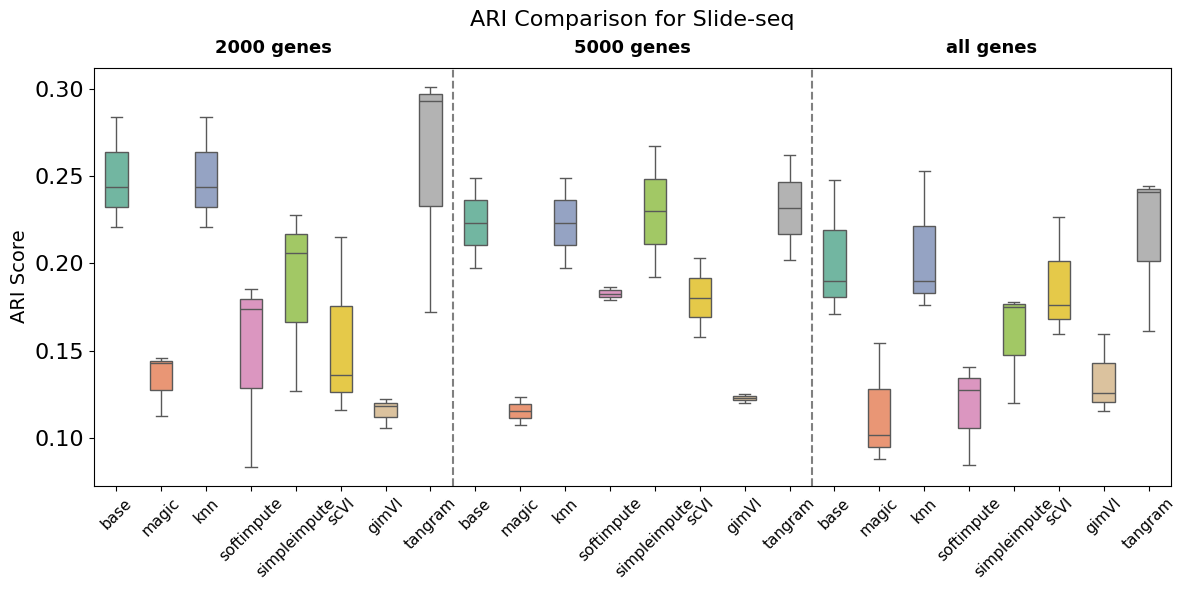 ARI Comparison for Slide-seq
2000 genes 5000 genes all genes
ARI Score
0.30
0.25
0.20
0.15
0.10
base magic knn softimpute simpleimpute scVI gimVI tangram base magic knn softimpute simpleimpute scVI gimVI tangram base magic knn softimpute simpleimpute scVI gimVI tangram